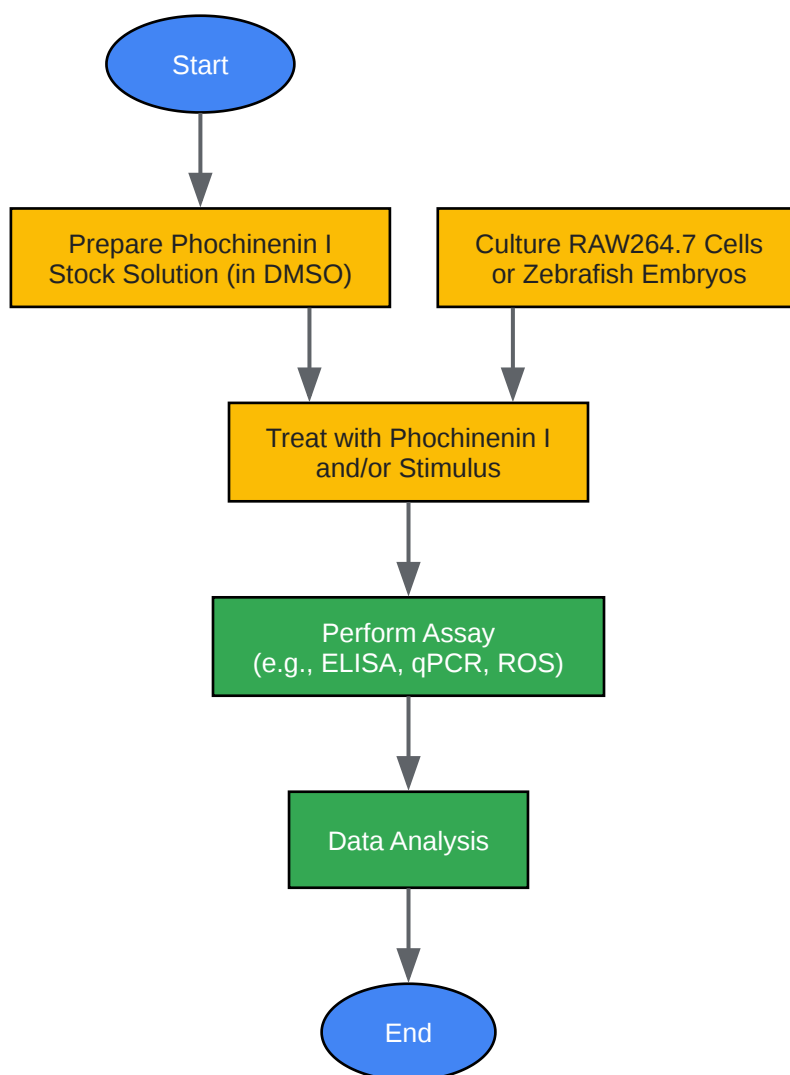 Start
Prepare Phochinenin I
Stock Solution (in DMSO)
Culture RAW264.7 Cells
or Zebrafish Embryos
Treat with Phochinenin I
and/or Stimulus
Perform Assay
(e.g., ELISA, qPCR, ROS)
Data Analysis
End